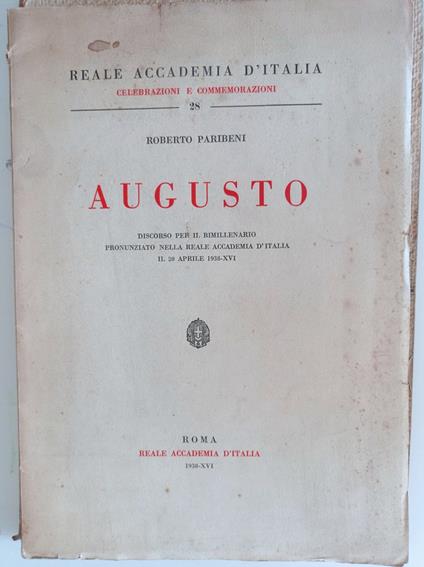 REALE ACCADEMIA D'ITALIA
CELEBRAZIONI E COMMEMORAZIONI
28
ROBERTO PARIBENI
AUGUSTO
DISCORSO PER IL BIMILLENARIO
PRONUNZIATO NELLA REALE ACCADEMIA D'ITALIA
IL 20 APRILE 1938-XVI
ROMA
REALE ACCADEMIA D'ITALIA
1938-XVI